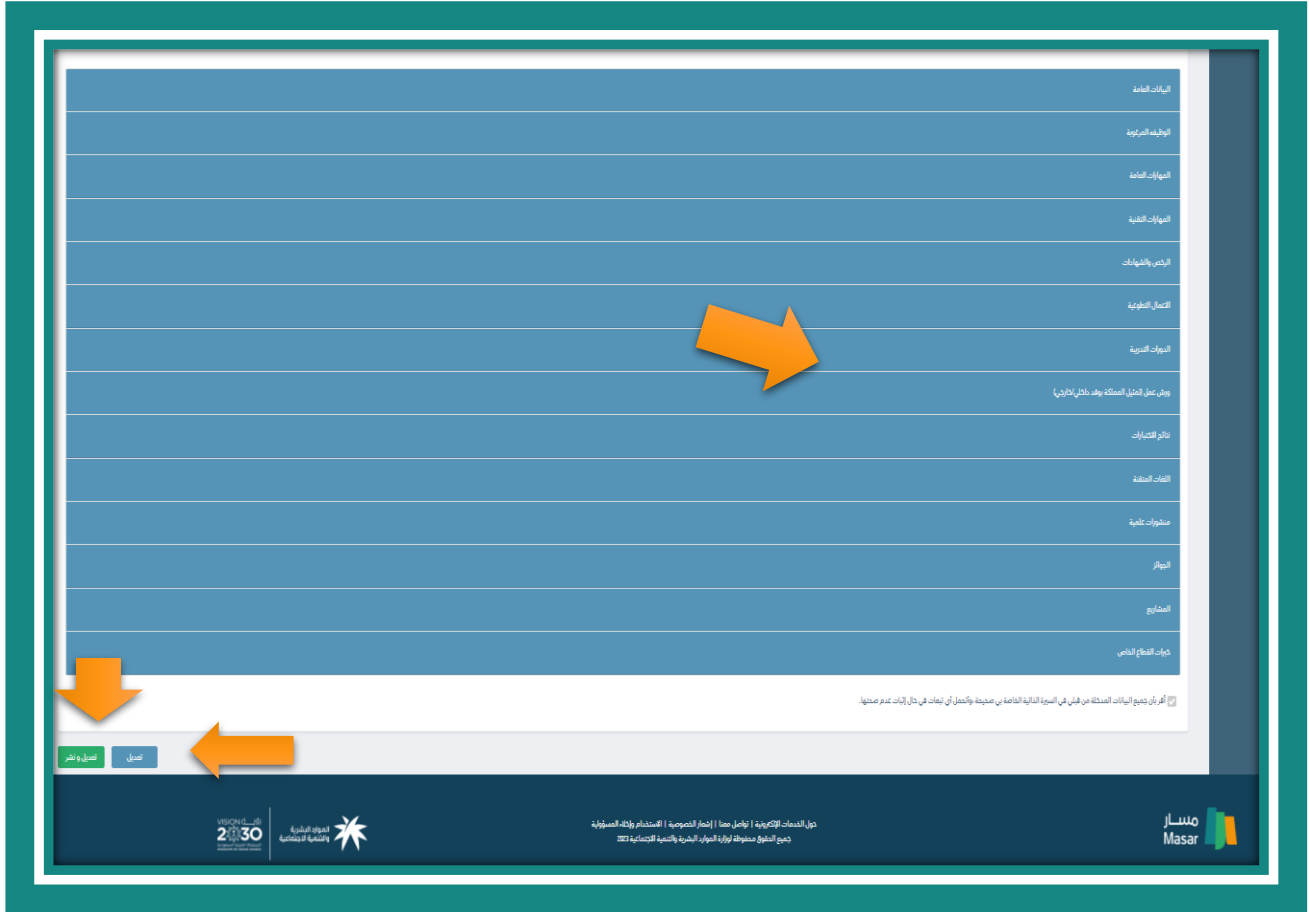 البيانات العامة
الوظيفه المرغوبة
المهارات العامة
المهارات التقنية
الرخص والشهادات
الاعمال التطوعية
الدورات التدريبة
ورش عمل (تمثيل المملكة بوفد داخلي/خارجي)
نتائج الاختبارات
اللغات المتقنة
منشورات علمية
الجوائز
المشاريع
خبرات القطاع الخاص
أقر بأن جميع البيانات المدخلة من قبلي في السيرة الذاتية الخاصة بي صحيحة وأتحمل أي تبعات في حال إثبات عدم صحتها.
تعديل
تعديل و نشر
مسار
Masar
حول الخدمات الإلكترونية | تواصل معنا | إشعار الخصوصية | الاستخدام وإخلاء المسؤولية
جميع الحقوق محفوظة لوزارة الموارد البشرية والتنمية الاجتماعية 2023
الموارد البشرية
والتنمية الاجتماعية
VISION رؤيــة
2030